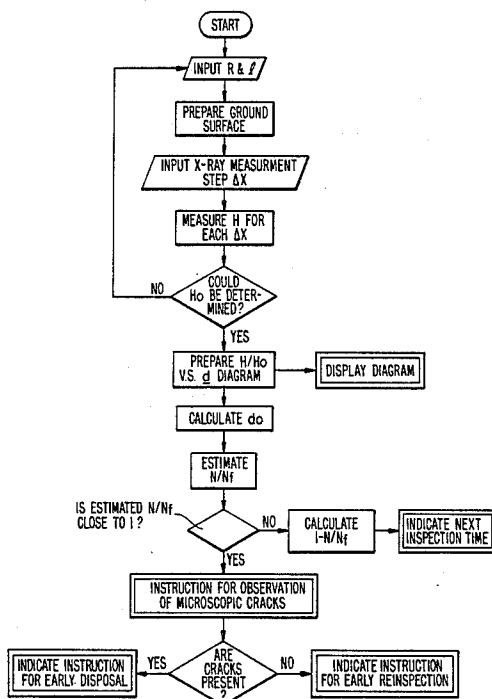 START
INPUT R & ℓ
PREPARE GROUND
SURFACE
INPUT X-RAY MEASURMENT
STEP ΔX
MEASURE H FOR
EACH ΔX
COULD
Ho BE DETER-
MINED?
NO
YES
PREPARE H/Ho
V.S. d DIAGRAM
DISPLAY DIAGRAM
CALCULATE do
ESTIMATE
N/Nf
IS ESTIMATED N/Nf
CLOSE TO 1 ?
NO
CALCULATE
1-N/Nf
INDICATE NEXT
INSPECTION TIME
YES
INSTRUCTION FOR OBSERVATION
OF MICROSCOPIC CRACKS
INDICATE INSTRUCTION
FOR EARLY DISPOSAL
YES
ARE
CRACKS
PRESENT
?
NO
INDICATE INSTRUCTION
FOR EARLY REINSPECTION